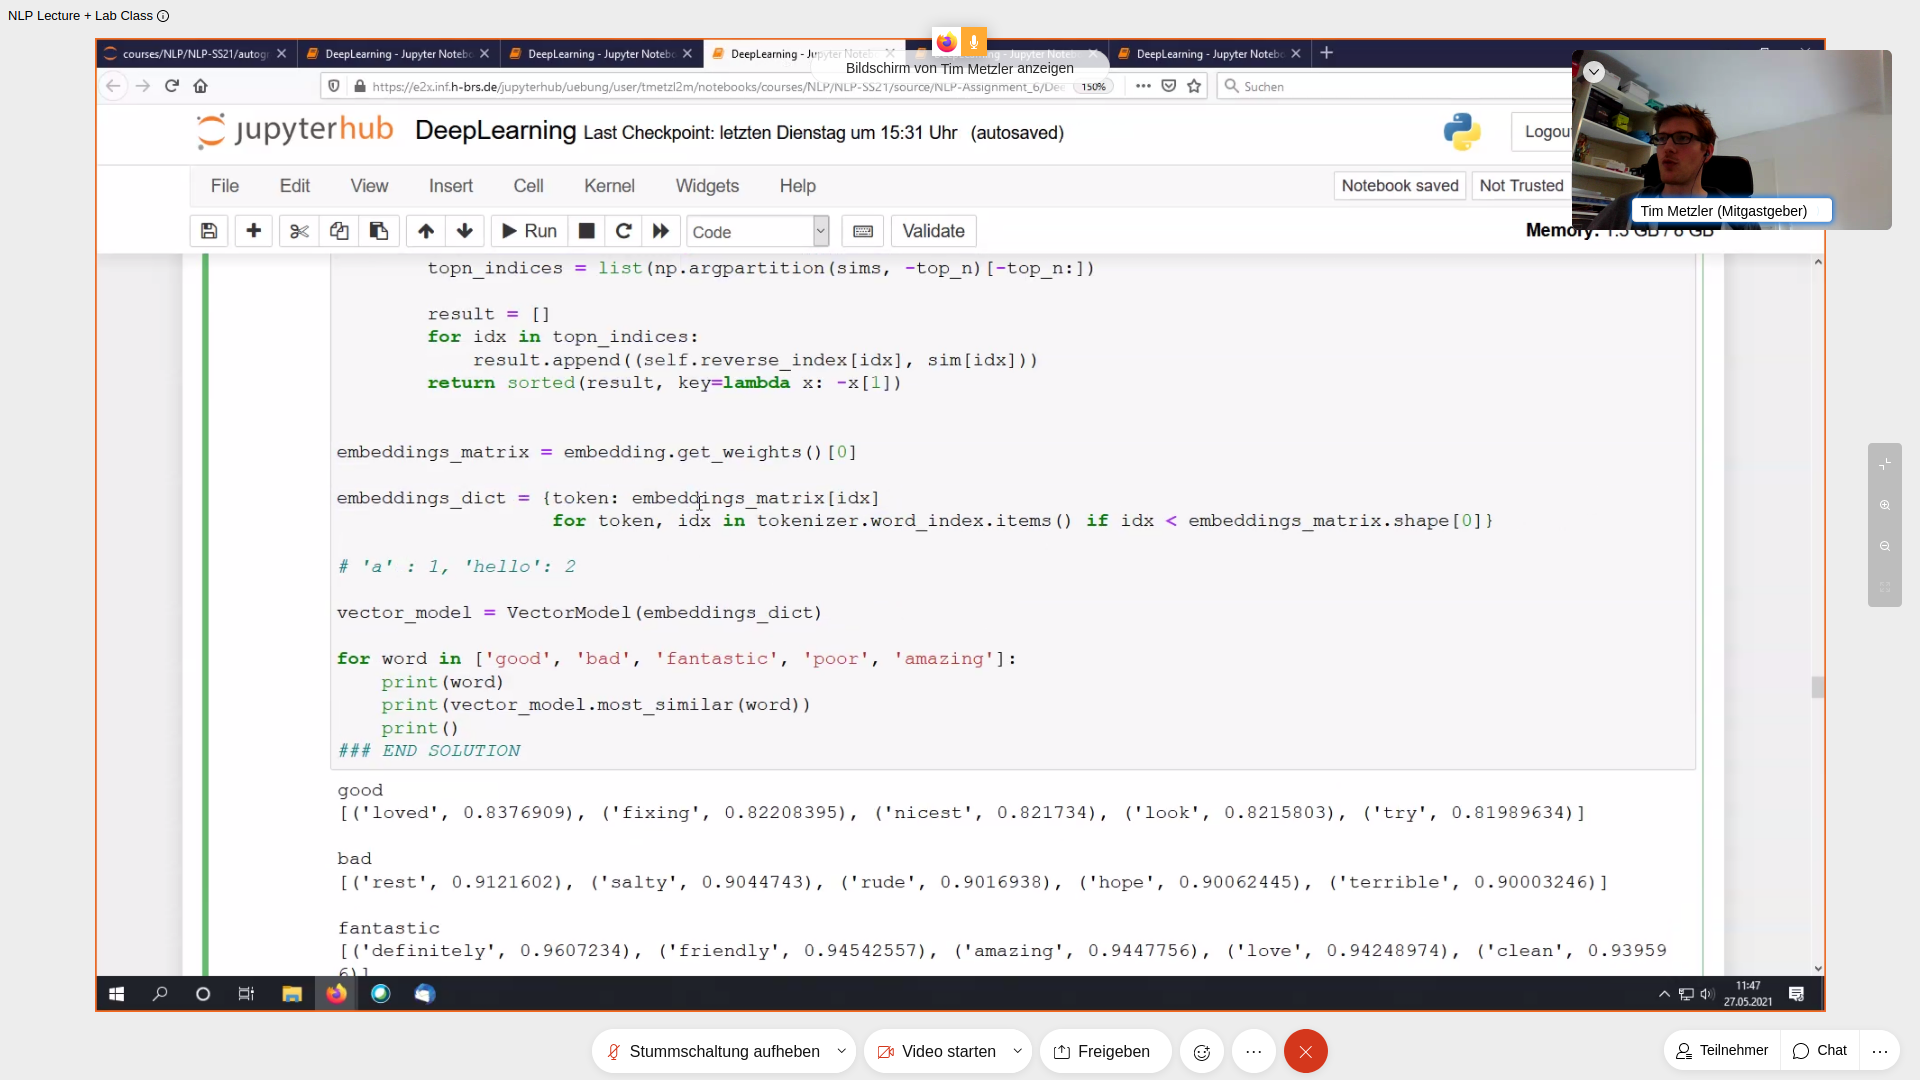 NLP Lecture + Lab Class
courses/NLP/NLP-SS21/autogr
DeepLearning - Jupyter Notebo
DeepLearning - Jupyter Notebo
DeepLearning - Jupyter Noteb
DeepLearning - Jupyter Notebo
Bildschirm von Tim Metzler anzeigen
https://e2x.inf.h-brs.de/jupyterhub/uebung/user/tmetzl2m/notebooks/courses/NLP/NLP-SS21/source/NLP-Assignment_6/Dee
150%
Suchen
jupyterhub
DeepLearning Last Checkpoint: letzten Dienstag um 15:31 Uhr (autosaved)
Logou
File Edit View Insert Cell Kernel Widgets Help
Notebook saved
Not Trusted
Tim Metzler (Mitgastgeber)
Run
Code
Validate
Memory: 1.5 GB / 6 GB
topn_indices = list(np.argpartition(sims, -top_n)[-top_n:])
result = []
for idx in topn_indices:
result.append((self.reverse_index[idx], sim[idx]))
return sorted(result, key=lambda x: -x[1])
embeddings_matrix = embedding.get_weights()[0]
embeddings_dict = {token: embeddings_matrix[idx]
for token, idx in tokenizer.word_index.items() if idx < embeddings_matrix.shape[0]}
# 'a' : 1, 'hello': 2
vector_model = VectorModel(embeddings_dict)
for word in ['good', 'bad', 'fantastic', 'poor', 'amazing']:
print(word)
print(vector_model.most_similar(word))
print()
### END SOLUTION
good
[('loved', 0.8376909), ('fixing', 0.82208395), ('nicest', 0.821734), ('look', 0.8215803), ('try', 0.81989634)]
bad
[('rest', 0.9121602), ('salty', 0.9044743), ('rude', 0.9016938), ('hope', 0.90062445), ('terrible', 0.90003246)]
fantastic
[('definitely', 0.9607234), ('friendly', 0.94542557), ('amazing', 0.9447756), ('love', 0.94248974), ('clean', 0.93959
6)]
11:47
27.05.2021
Stummschaltung aufheben
Video starten
Freigeben
Teilnehmer
Chat